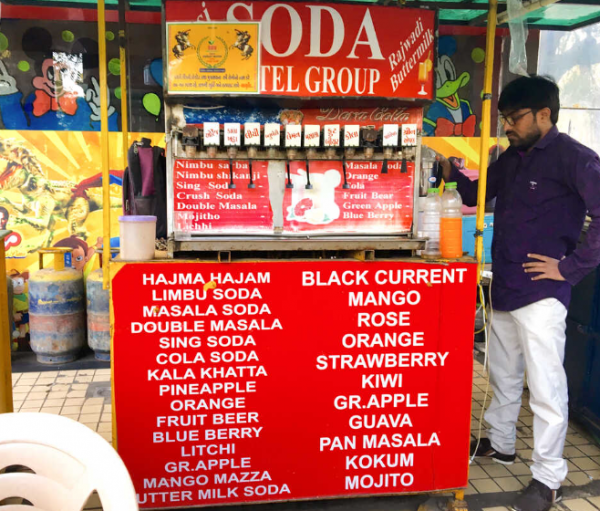 SODA
TEL GROUP
Rajwadi
Buttermilk
Nimbu shikanji
Sing Soda
Crush Soda
Double Masala
Mojitho
Lichhi
Masala soda
Orange
Cola
Fruit Bear
Green Apple
Blue Berry
HAJMA HAJAM
LIMBU SODA
MASALA SODA
DOUBLE MASALA
SING SODA
COLA SODA
KALA KHATTA
PINEAPPLE
ORANGE
FRUIT BEER
BLUE BERRY
LITCHI
GR.APPLE
MANGO MAZZA
UTTER MILK SODA
BLACK CURRENT
MANGO
ROSE
ORANGE
STRAWBERRY
KIWI
GR.APPLE
GUAVA
PAN MASALA
KOKUM
MOJITO